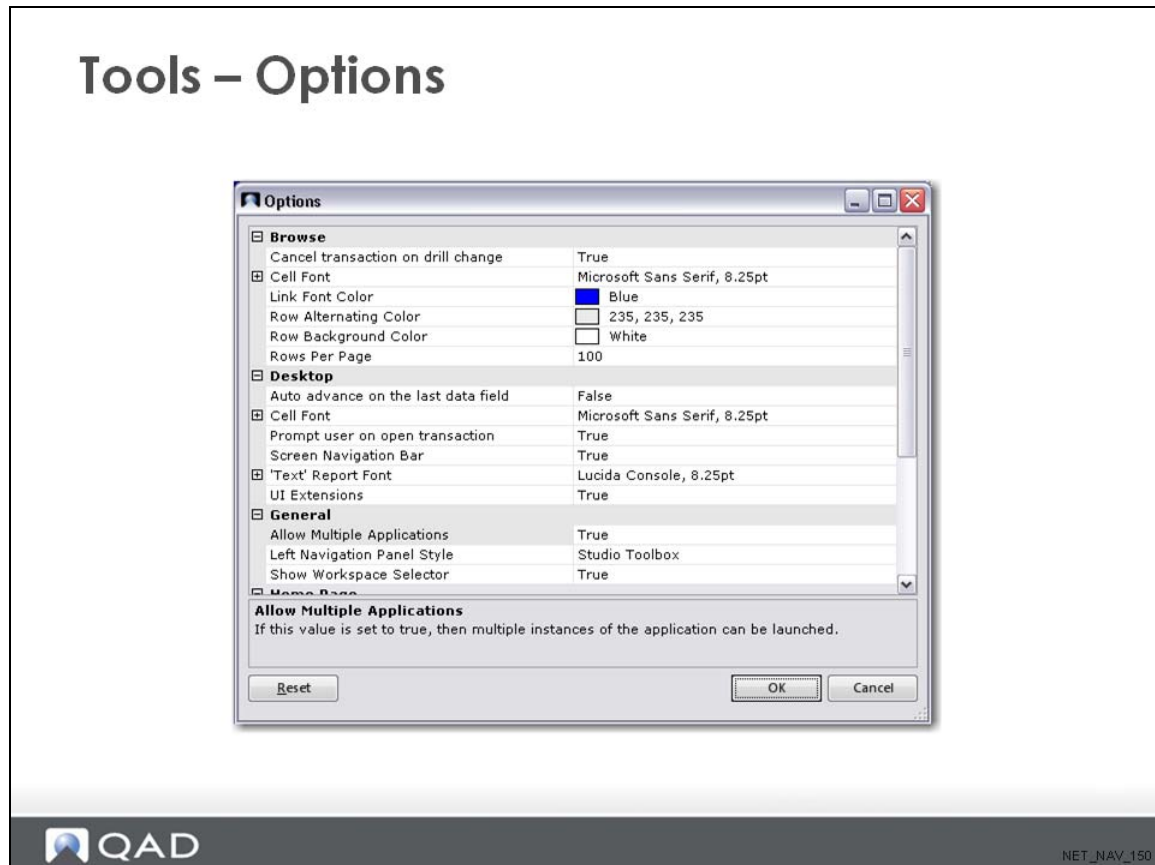 Tools – Options
Options
Browse
Cancel transaction on drill change True
Cell Font Microsoft Sans Serif, 8.25pt
Link Font Color Blue
Row Alternating Color 235, 235, 235
Row Background Color White
Rows Per Page 100
Desktop
Auto advance on the last data field False
Cell Font Microsoft Sans Serif, 8.25pt
Prompt user on open transaction True
Screen Navigation Bar True
'Text' Report Font Lucida Console, 8.25pt
UI Extensions True
General
Allow Multiple Applications True
Left Navigation Panel Style Studio Toolbox
Show Workspace Selector True
Home Page
Allow Multiple Applications
If this value is set to true, then multiple instances of the application can be launched.
Reset OK Cancel
QAD
NET_NAV_150